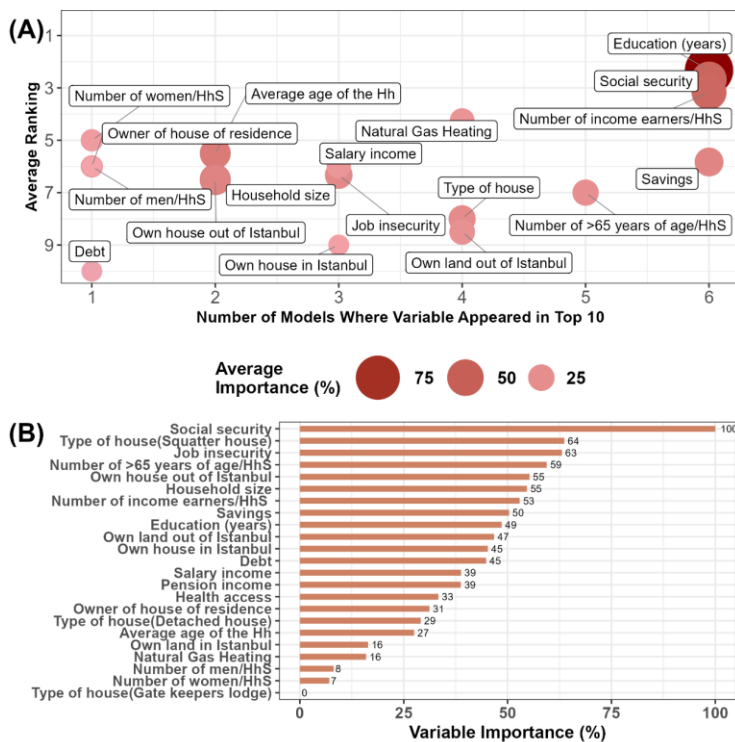 (A)
Average Ranking
1
3
5
7
9
Education (years)
Social security
Number of women/HhS
Average age of the Hh
Number of income earners/HhS
Owner of house of residence
Natural Gas Heating
Salary income
Savings
Type of house
Number of men/HhS
Household size
Job insecurity
Number of >65 years of age/HhS
Own house out of Istanbul
Debt
Own house in Istanbul
Own land out of Istanbul
1 2 3 4 5 6
Number of Models Where Variable Appeared in Top 10
Average
Importance (%)
75 50 25
(B)
Social security 100
Type of house(Squatter house) 64
Job insecurity 63
Number of >65 years of age/HhS 59
Own house out of Istanbul 55
Household size 55
Number of income earners/HhS 53
Savings 50
Education (years) 49
Own land out of Istanbul 47
Own house in Istanbul 45
Debt 45
Salary income 39
Pension income 39
Health access 33
Owner of house of residence 31
Type of house(Detached house) 29
Average age of the Hh 27
Own land in Istanbul 16
Natural Gas Heating 16
Number of men/HhS 8
Number of women/HhS 7
Type of house(Gate keepers lodge) 0
0 25 50 75 100
Variable Importance (%)